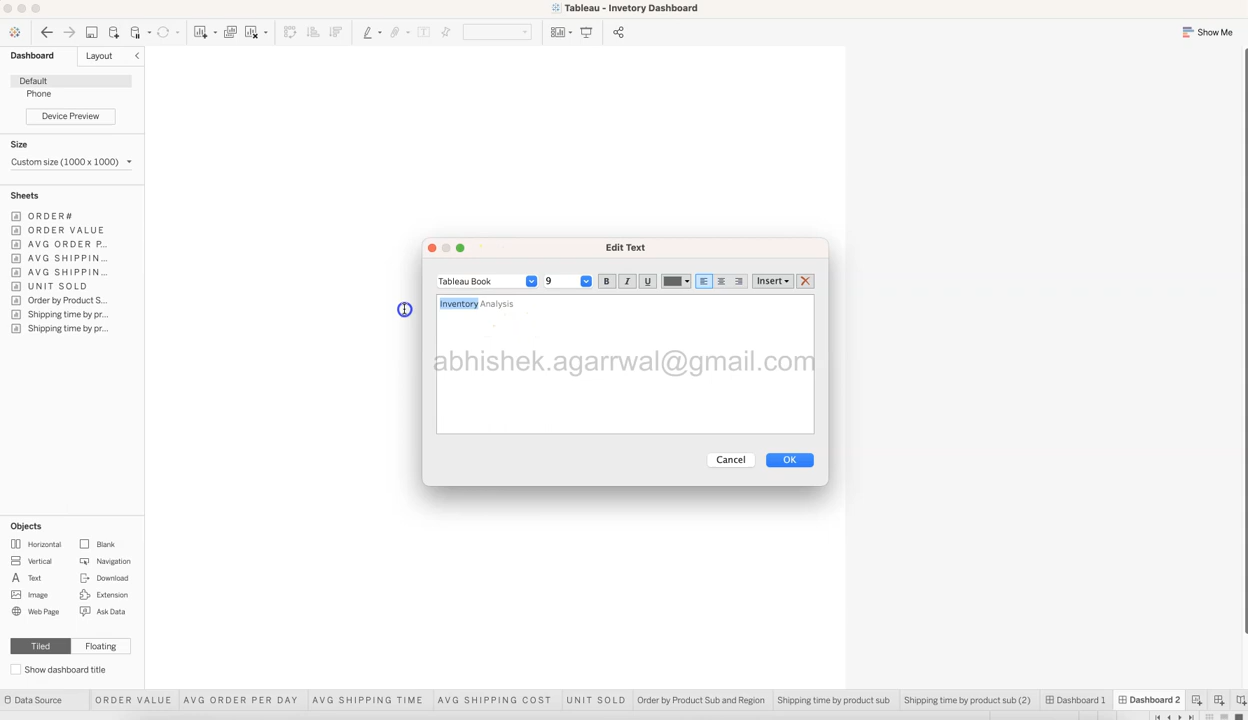 Tableau - Invetory Dashboard
Show Me
Dashboard
Layout
Default
Phone
Device Preview
Size
Custom size (1000 x 1000)
Sheets
ORDER#
ORDER VALUE
AVG ORDER P...
AVG SHIPPIN...
AVG SHIPPIN...
UNIT SOLD
Order by Product S...
Shipping time by pr...
Shipping time by pr...
Edit Text
Tableau Book
9
B
I
U
Insert
Inventory Analysis
abhishek.agarrwal@gmail.com
Cancel
OK
Objects
Horizontal
Blank
Vertical
Navigation
A
Text
Download
Image
Extension
Web Page
Ask Data
Tiled
Floating
Show dashboard title
Data Source
ORDER VALUE
AVG ORDER PER DAY
AVG SHIPPING TIME
AVG SHIPPING COST
UNIT SOLD
Order by Product Sub and Region
Shipping time by product sub
Shipping time by product sub (2)
Dashboard 1
Dashboard 2